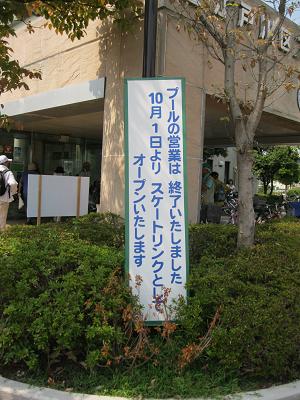 プールの営業は 終了いたしました
10月1日より スケートリンクとして
オープンいたします